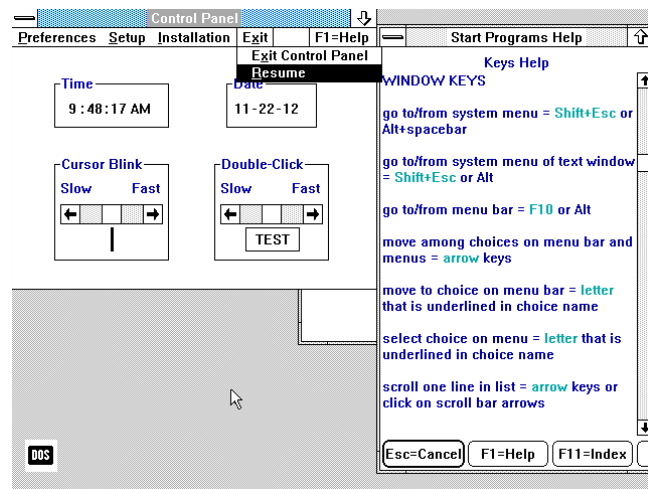 Control Panel
Preferences Setup Installation Exit F1=Help
Exit Control Panel
Resume
Time
9:48:17 AM
Date
11-22-12
Cursor Blink
Slow Fast
Double-Click
Slow Fast
TEST
DOS
Start Programs Help
Keys Help
WINDOW KEYS
go to/from system menu = Shift+Esc or
Alt+spacebar
go to/from system menu of text window
= Shift+Esc or Alt
go to/from menu bar = F10 or Alt
move among choices on menu bar and
menus = arrow keys
move to choice on menu bar = letter
that is underlined in choice name
select choice on menu = letter that is
underlined in choice name
scroll one line in list = arrow keys or
click on scroll bar arrows
Esc=Cancel F1=Help F11=Index